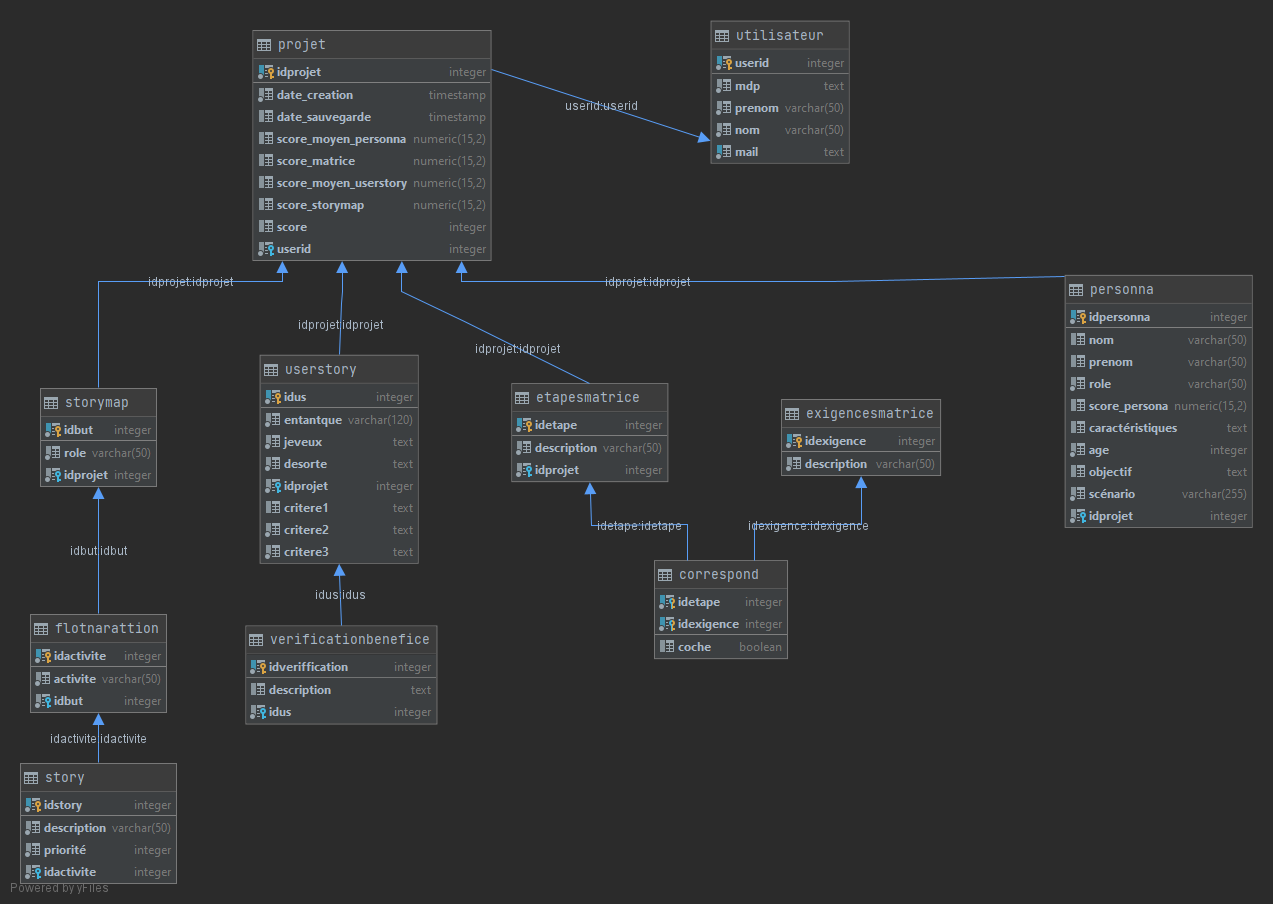 projet
idprojet integer
date_creation timestamp
date_sauvegarde timestamp
score_moyen_personna numeric(15,2)
score_matrice numeric(15,2)
score_moyen_userstory numeric(15,2)
score_storymap numeric(15,2)
score integer
userid integer
utilisateur
userid integer
mdp text
prenom varchar(50)
nom varchar(50)
mail text
userid:userid
idprojet:idprojet
idprojet:idprojet
idprojet:idprojet
idprojet:idprojet
personna
idpersonna integer
nom varchar(50)
prenom varchar(50)
role varchar(50)
score_persona numeric(15,2)
caractéristiques text
age integer
objectif text
scénario varchar(255)
idprojet integer
userstory
idus integer
entantque varchar(120)
jeveux text
desorte text
idprojet integer
critere1 text
critere2 text
critere3 text
storymap
idbut integer
role varchar(50)
idprojet integer
etapesmatrice
idetape integer
description varchar(50)
idprojet integer
exigencesmatrice
idexigence integer
description varchar(50)
idetape:idetape
idexigence:idexigence
correspond
idetape integer
idexigence integer
coche boolean
idbut:idbut
idus:idus
flotnarattion
idactivite integer
activite varchar(50)
idbut integer
verificationbenefice
idveriffication integer
description text
idus integer
idactivite:idactivite
story
idstory integer
description varchar(50)
priorité integer
idactivite integer
Powered by yFiles